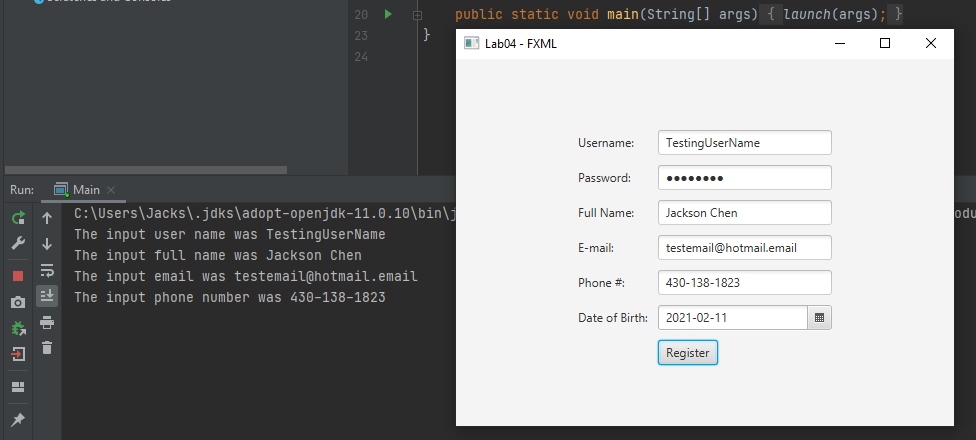 Scratches and Consoles
20 public static void main(String[] args) { launch(args); }
23 }
24
Lab04 - FXML
Username: TestingUserName
Password: ●●●●●●●●
Full Name: Jackson Chen
E-mail: testemail@hotmail.email
Phone #: 430-138-1823
Date of Birth: 2021-02-11
Register
Run: Main
C:\Users\Jacks\.jdks\adopt-openjdk-11.0.10\bin\j
The input user name was TestingUserName
The input full name was Jackson Chen
The input email was testemail@hotmail.email
The input phone number was 430-138-1823